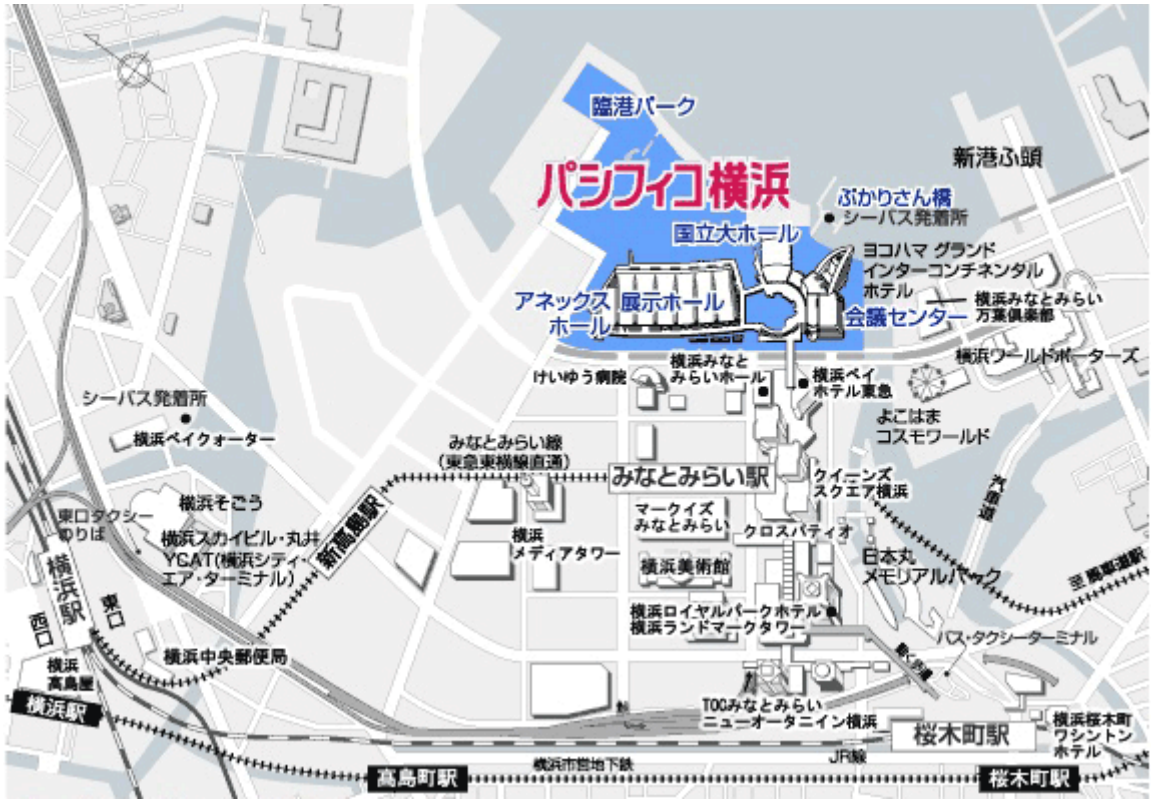 臨港パーク
パシフィコ横浜
新港ふ頭
ぷかりさん橋
シーバス発着所
国立大ホール
ヨコハマ グランド
インターコンチネンタル
ホテル
アネックス
ホール
展示ホール
会議センター
横浜みなとみらい
万葉倶楽部
横浜ワールドポーターズ
けいゆう病院
横浜みなと
みらいホール
横浜ベイ
ホテル東急
よこはま
コスモワールド
シーバス発着所
横浜ベイクォーター
みなとみらい線
(東急東横線直通)
みなとみらい駅
クイーンズ
スクエア横浜
汽車道
新高島駅
横浜そごう
東口タクシー
のりば
横浜スカイビル・丸井
YCAT(横浜シティ・
エア・ターミナル)
横浜
メディアタワー
マークイズ
みなとみらい
クロスパティオ
横浜美術館
日本丸
メモリアルパーク
至 馬車道駅
横浜駅
東口
西口
横浜ロイヤルパークホテル
横浜ランドマークタワー
バス・タクシーターミナル
動く歩道
横浜中央郵便局
横浜
高島屋
横浜駅
TOCみなとみらい
ニューオータニイン横浜
桜木町駅
横浜桜木町
ワシントン
ホテル
JR線
横浜市営地下鉄
高島町駅
桜木町駅